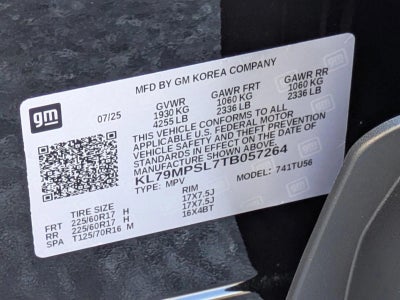 MFD BY GM KOREA COMPANY
gm
07/25
GVWR GAWR FRT GAWR RR
1930 KG 1060 KG 1060 KG
4255 LB 2336 LB 2336 LB
THIS VEHICLE CONFORMS TO ALL
APPLICABLE U.S. FEDERAL MOTOR
VEHICLE SAFETY AND THEFT PREVENTION
STANDARDS IN EFFECT ON THE DATE OF
MANUFACTURE SHOWN ABOVE.
KL79MPSL7TB057264
TYPE: MPV MODEL: 741TU56
TIRE SIZE RIM
FRT 225/60R17 H 17X7.5J
RR 225/60R17 H 17X7.5J
SPA T125/70R16 M 16X4BT